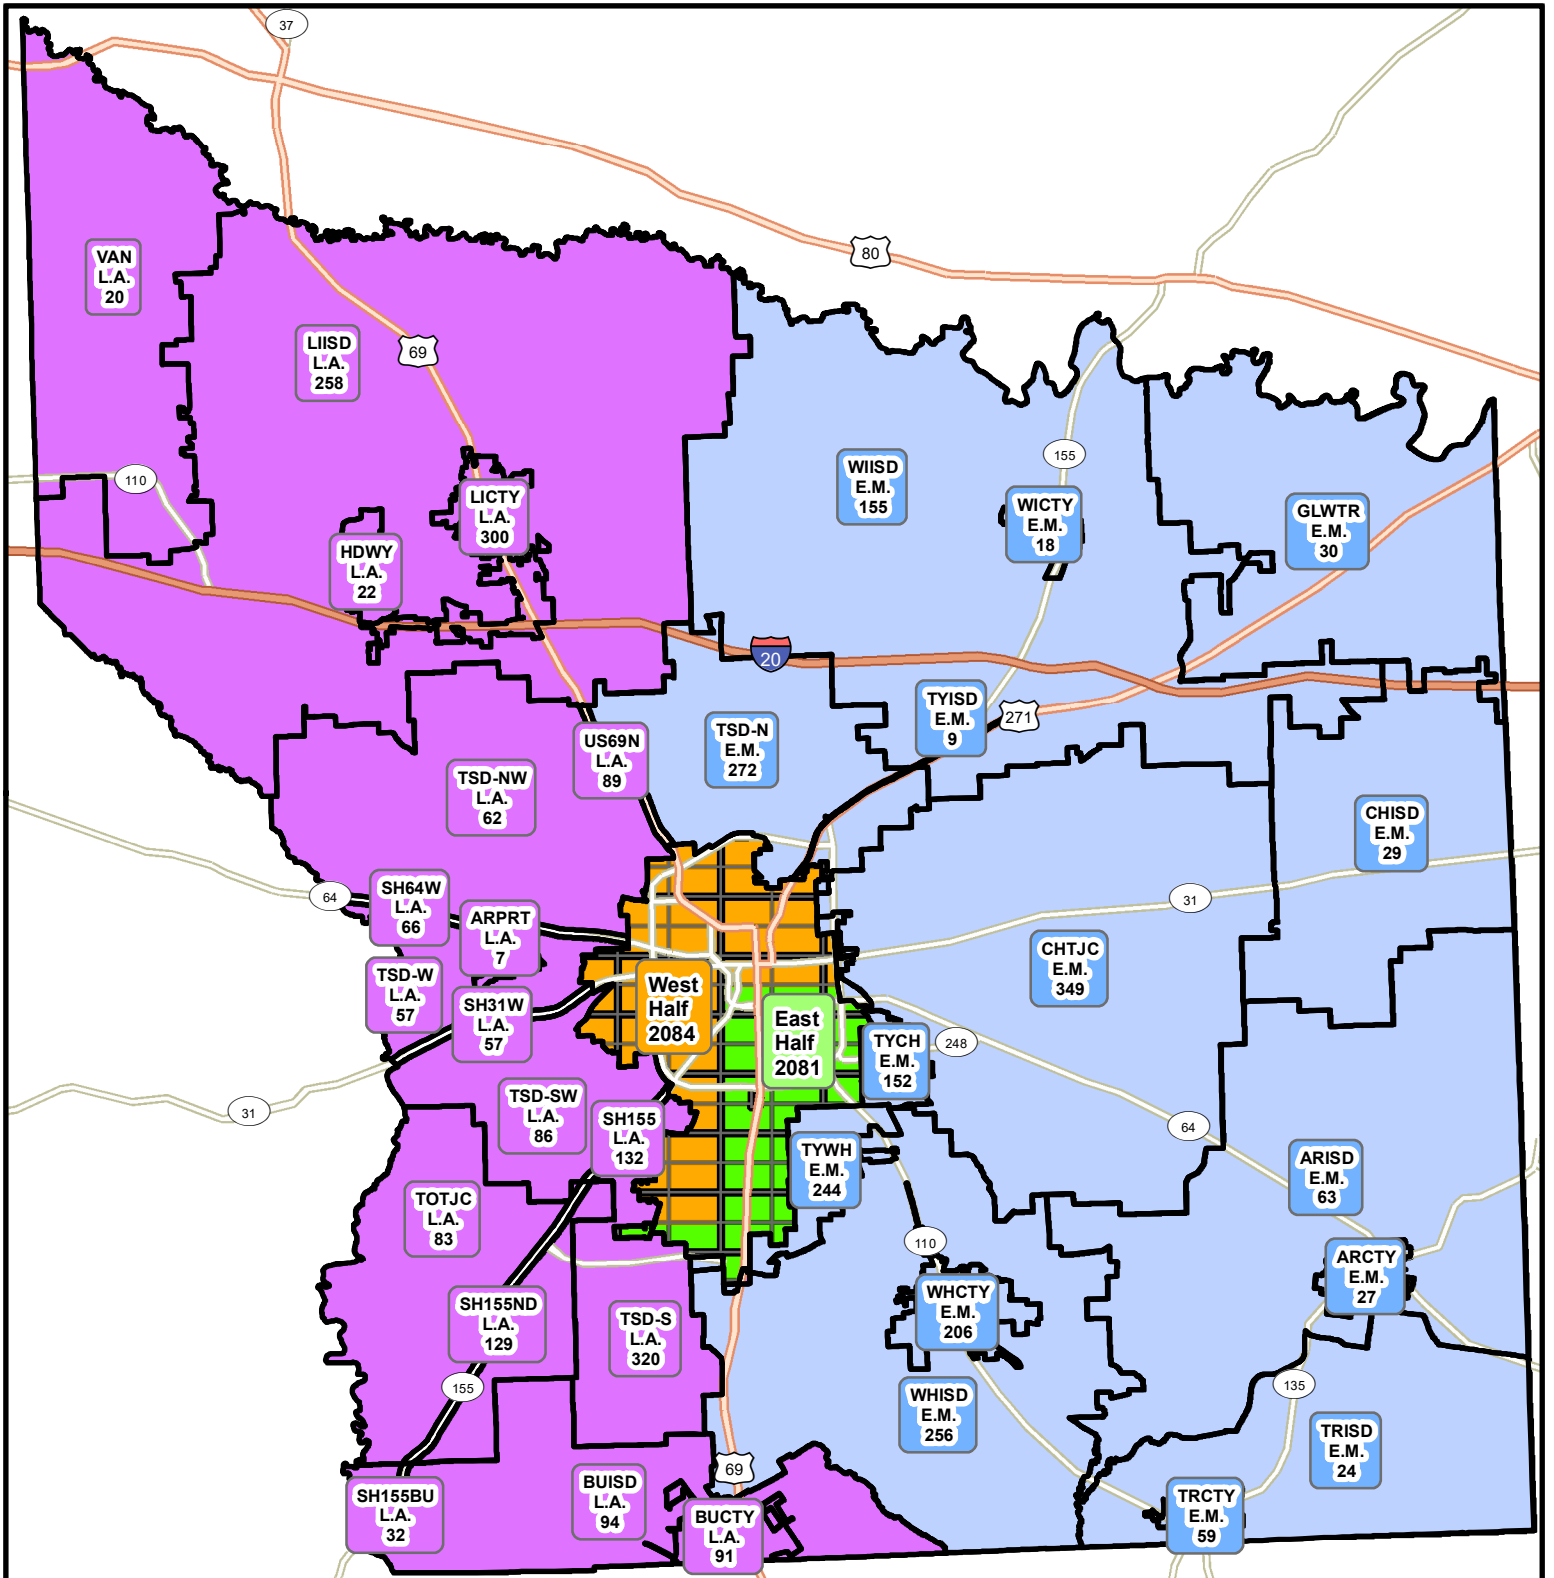 37
80
VAN
L.A.
20
LIISD
L.A.
258
69
110
LICTY
L.A.
300
HDWY
L.A.
22
WIISD
E.M.
155
155
WICTY
E.M.
18
GLWTR
E.M.
30
20
TYISD
E.M.
9
271
US69N
L.A.
89
TSD-N
E.M.
272
TSD-NW
L.A.
62
CHISD
E.M.
29
64
SH64W
L.A.
66
ARPRT
L.A.
7
31
TSD-W
L.A.
57
SH31W
L.A.
57
West
Half
2084
East
Half
2081
CHTJC
E.M.
349
TYCH
E.M.
152
248
31
TSD-SW
L.A.
86
SH155
L.A.
132
TYWH
E.M.
244
64
ARISD
E.M.
63
TOTJC
L.A.
83
110
ARCTY
E.M.
27
SH155ND
L.A.
129
TSD-S
L.A.
320
WHCTY
E.M.
206
155
135
WHISD
E.M.
256
TRISD
E.M.
24
69
SH155BU
L.A.
32
BUISD
L.A.
94
BUCTY
L.A.
91
TRCTY
E.M.
59